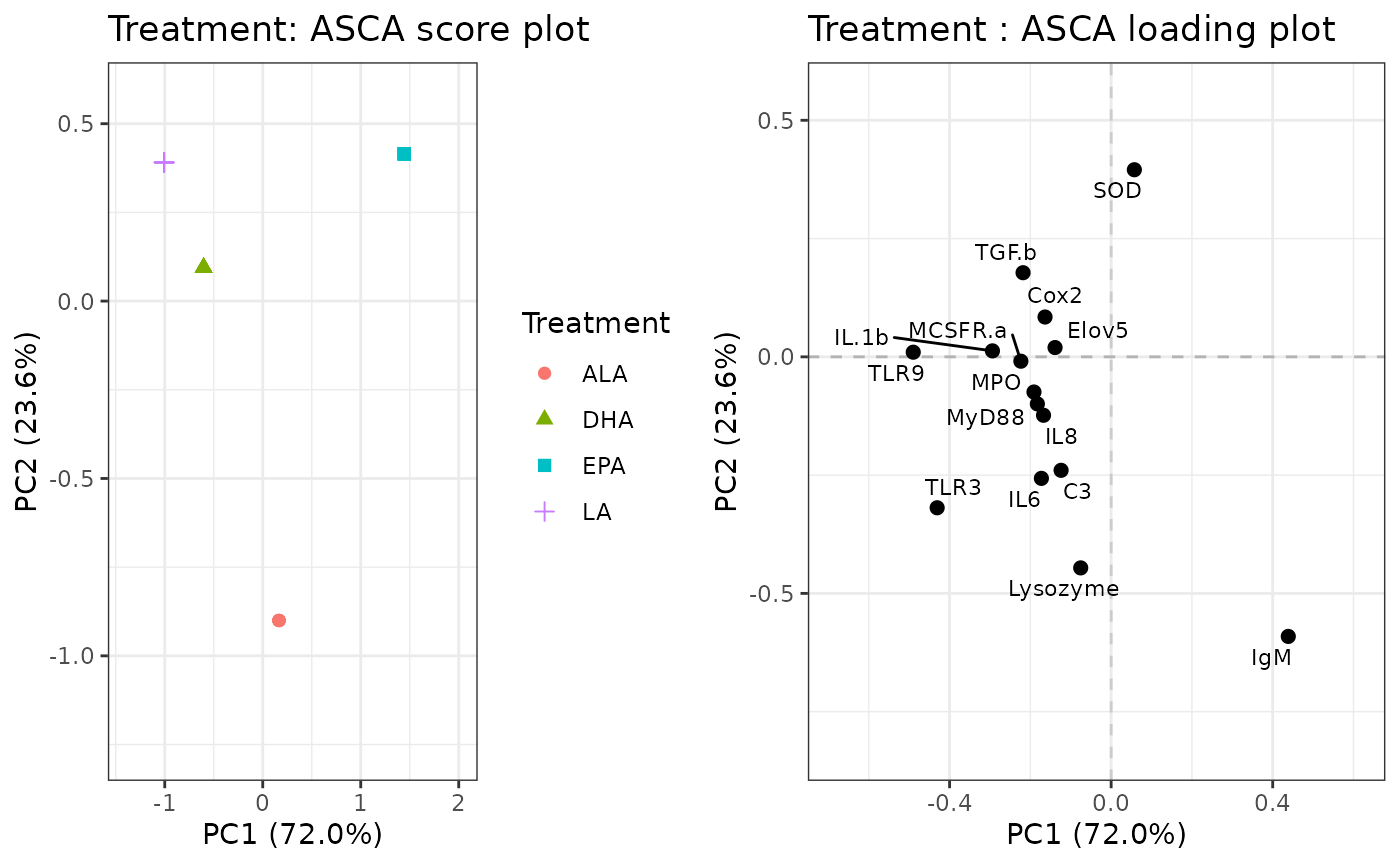 Treatment: ASCA score plot
0.5
0.0
-0.5
-1.0
-1
0
1
2
PC1 (72.0%)
PC2 (23.6%)
Treatment
ALA
DHA
EPA
LA
Treatment : ASCA loading plot
0.5
0.0
-0.5
-0.4
0.0
0.4
PC1 (72.0%)
PC2 (23.6%)
SOD
TGF.b
Cox2
IL.1b
MCSFR.a
Elov5
TLR9
MPO
MyD88
IL8
TLR3
IL6
C3
Lysozyme
IgM